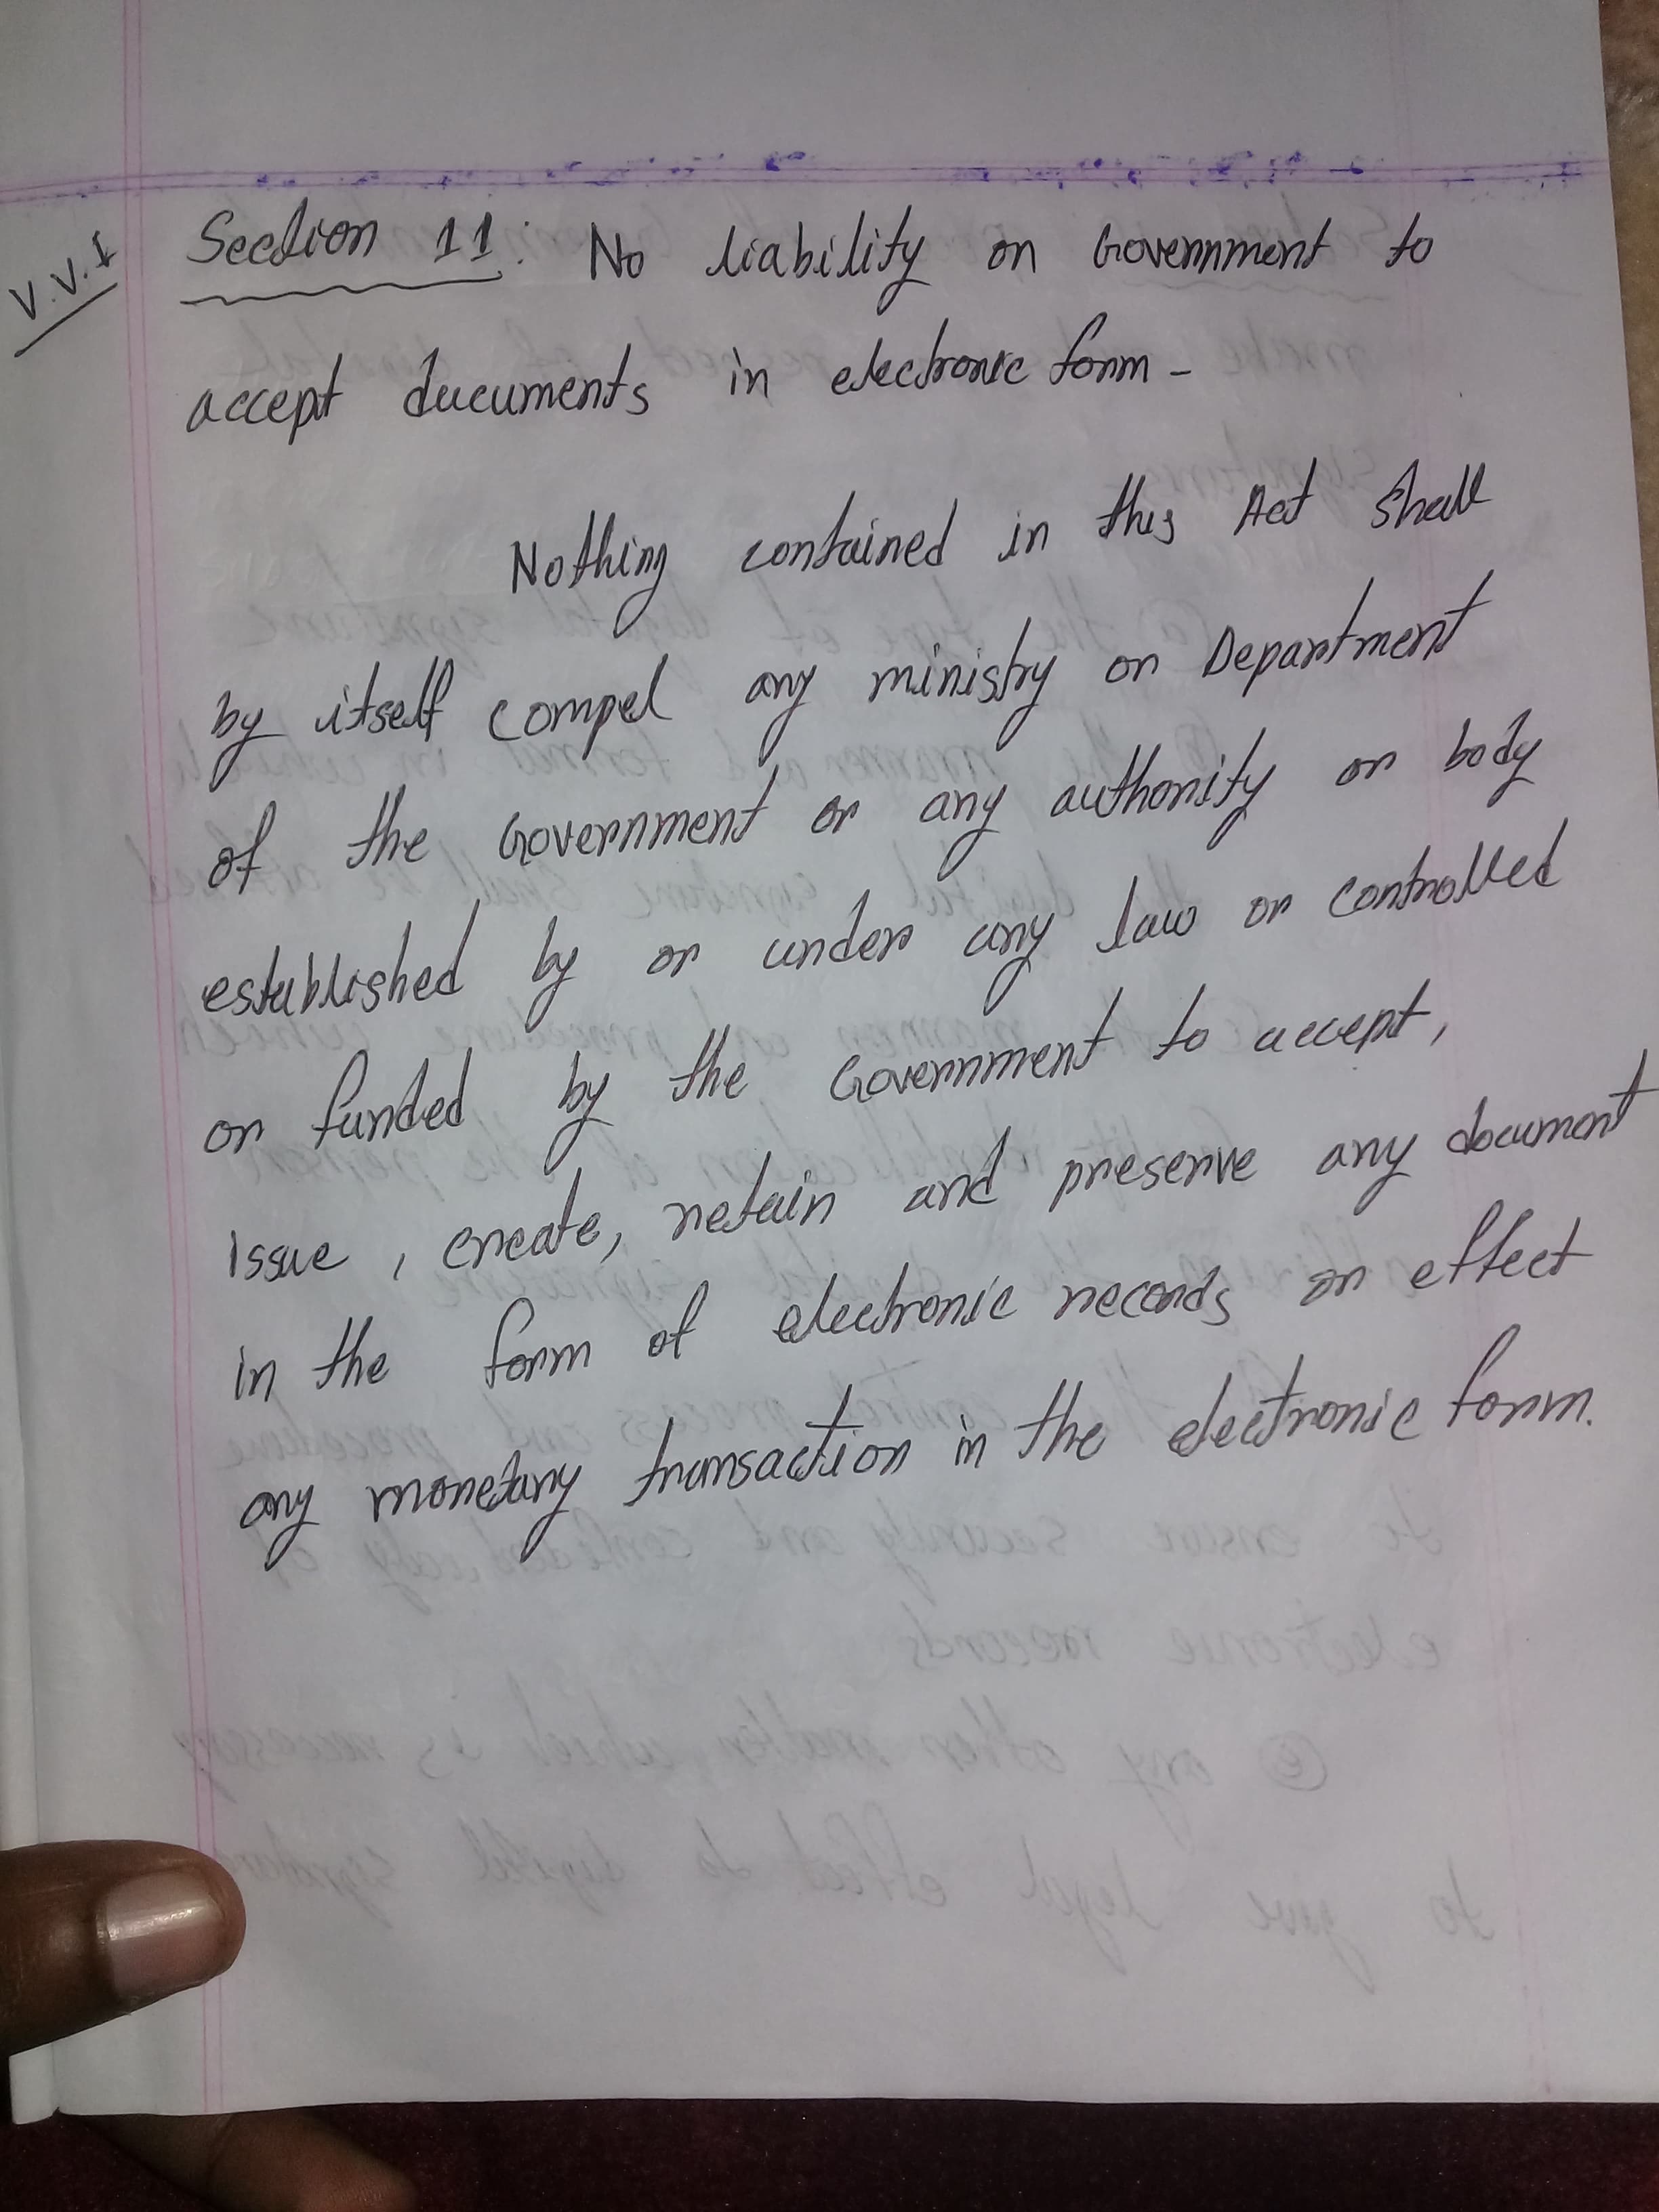 V.V.I
Section 11: No liability on Government to
accept ducuments in electronic form -
Nothing contained in this Act shall
by itself compel any ministry or Department
of the Government or any authority or body
established by or under any law or controlled
or funded by the Government to accept,
issue, create, retain and preserve any document
in the form of electronic records or effect
any monetary transaction in the electronic form.